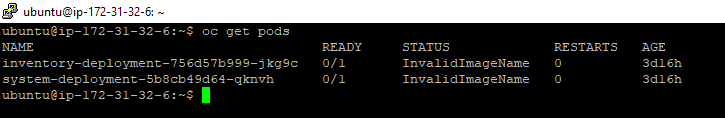 ubuntu@ip-172-31-32-6: ~
ubuntu@ip-172-31-32-6:~$ oc get pods
NAME READY STATUS RESTARTS AGE
inventory-deployment-756d57b999-jkg9c 0/1 InvalidImageName 0 3d16h
system-deployment-5b8cb49d64-qknvh 0/1 InvalidImageName 0 3d16h
ubuntu@ip-172-31-32-6:~$